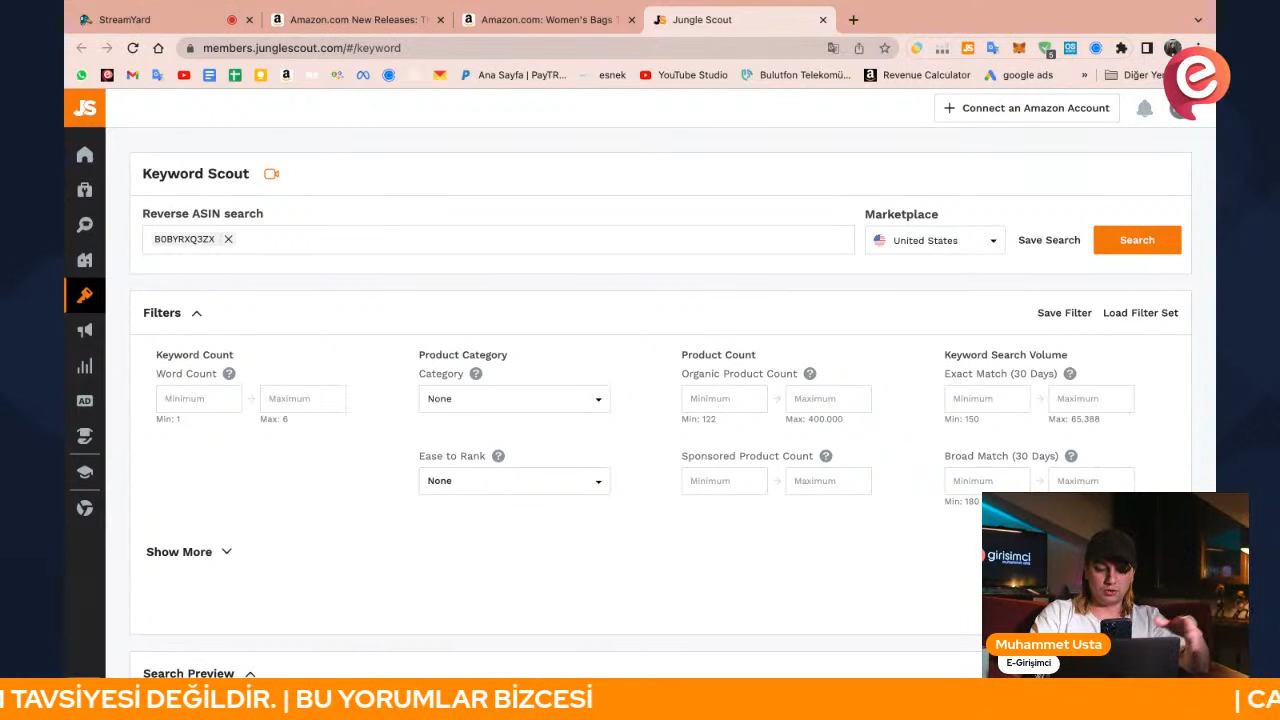 StreamYard
Amazon.com New Releases: Th
Amazon.com: Women's Bags T
Jungle Scout
members.junglescout.com/#/keyword
Ana Sayfa | PayTR,...
esnek
YouTube Studio
Bulutfon Telekomü...
Revenue Calculator
google ads
»
Diğer Yer
JS
Connect an Amazon Account
Keyword Scout
Reverse ASIN search
Marketplace
B0BYRXQ3ZX
United States
Save Search
Search
Filters
Save Filter
Load Filter Set
Keyword Count
Product Category
Product Count
Keyword Search Volume
Word Count
Category
Organic Product Count
Exact Match (30 Days)
Minimum
Maximum
None
Minimum
Maximum
Minimum
Maximum
Min: 1
Max: 6
Min: 122
Max: 400.000
Min: 150
Max: 65.388
Ease to Rank
Sponsored Product Count
Broad Match (30 Days)
None
Minimum
Maximum
Minimum
Maximum
Min: 180
Show More
AD
girisimci
Muhammet Usta
E-Girişimci
Search Preview
M TAVSİYESİ DEĞİLDİR. | BU YORUMLAR BİZCESİ
| CA